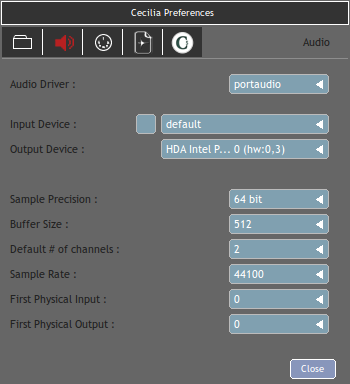 Cecilia Preferences
Audio
Audio Driver : portaudio
Input Device : default
Output Device : HDA Intel P... 0 (hw:0,3)
Sample Precision : 64 bit
Buffer Size : 512
Default # of channels : 2
Sample Rate : 44100
First Physical Input : 0
First Physical Output : 0
Close